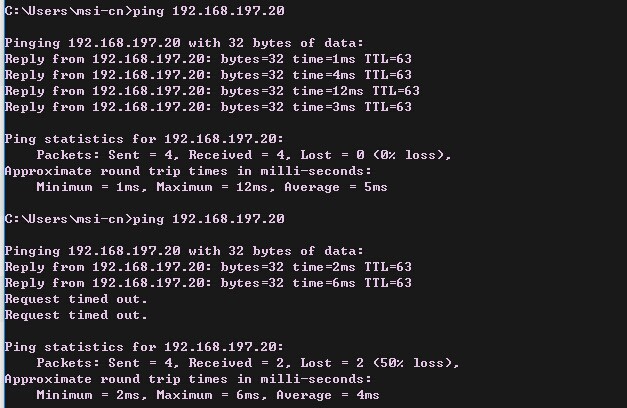 C:\Users\msi-cn>ping 192.168.197.20
Pinging 192.168.197.20 with 32 bytes of data:
Reply from 192.168.197.20: bytes=32 time=1ms TTL=63
Reply from 192.168.197.20: bytes=32 time=4ms TTL=63
Reply from 192.168.197.20: bytes=32 time=12ms TTL=63
Reply from 192.168.197.20: bytes=32 time=3ms TTL=63
Ping statistics for 192.168.197.20:
Packets: Sent = 4, Received = 4, Lost = 0 (0% loss),
Approximate round trip times in milli-seconds:
Minimum = 1ms, Maximum = 12ms, Average = 5ms
C:\Users\msi-cn>ping 192.168.197.20
Pinging 192.168.197.20 with 32 bytes of data:
Reply from 192.168.197.20: bytes=32 time=2ms TTL=63
Reply from 192.168.197.20: bytes=32 time=6ms TTL=63
Request timed out.
Request timed out.
Ping statistics for 192.168.197.20:
Packets: Sent = 4, Received = 2, Lost = 2 (50% loss),
Approximate round trip times in milli-seconds:
Minimum = 2ms, Maximum = 6ms, Average = 4ms